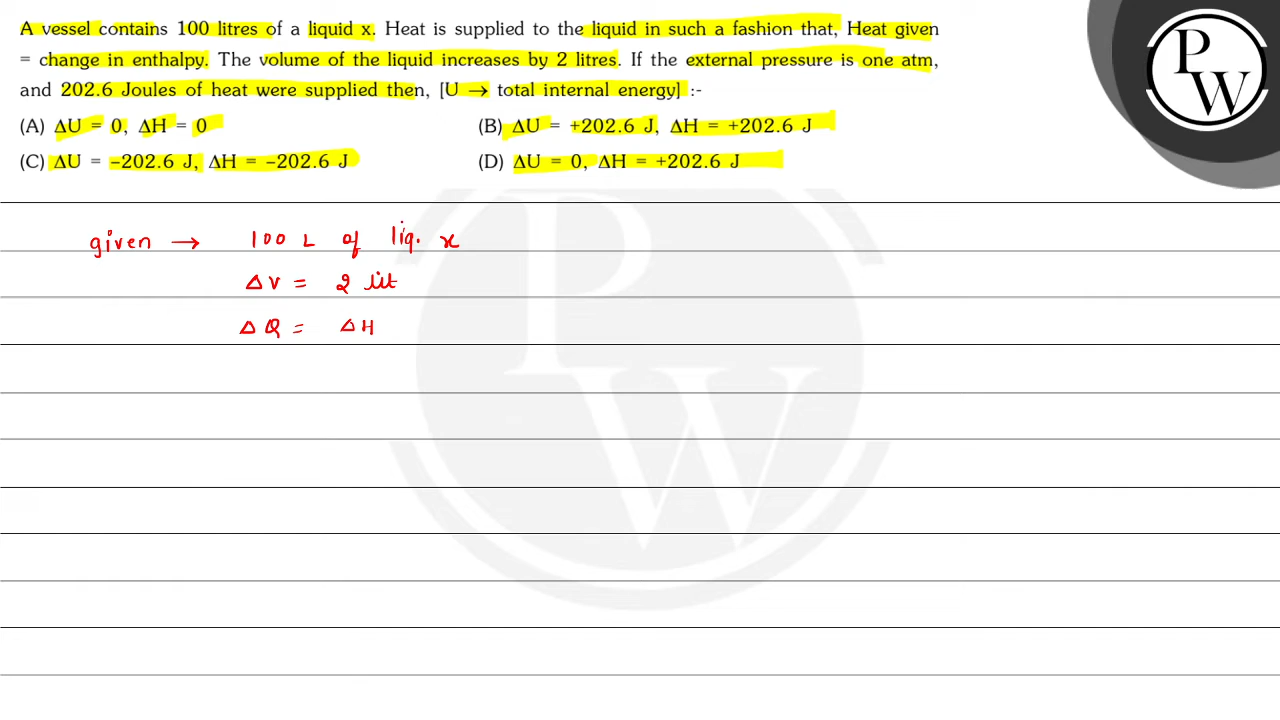 A vessel contains 100 litres of a liquid x. Heat is supplied to the liquid in such a fashion that, Heat given
= change in enthalpy. The volume of the liquid increases by 2 litres. If the external pressure is one atm,
and 202.6 Joules of heat were supplied then, [U → total internal energy] :-
(A) ΔU = 0, ΔH = 0 (B) ΔU = +202.6 J, ΔH = +202.6 J
(C) ΔU = −202.6 J, ΔH = −202.6 J (D) ΔU = 0, ΔH = +202.6 J
given → 100 L of liq. x
ΔV = 2 lit
ΔQ = ΔH
P
W
P
W